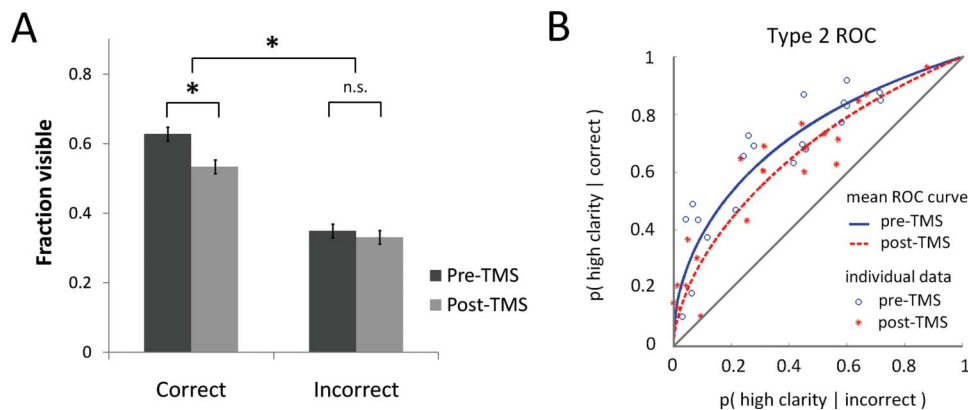 A
Fraction visible
0.8
0.6
0.4
0.2
0
*
*
n.s.
Pre-TMS
Post-TMS
Correct
Incorrect
B
Type 2 ROC
p( high clarity | correct )
1
0.8
0.6
0.4
0.2
0
mean ROC curve
pre-TMS
post-TMS
individual data
pre-TMS
post-TMS
0 0.2 0.4 0.6 0.8 1
p( high clarity | incorrect )